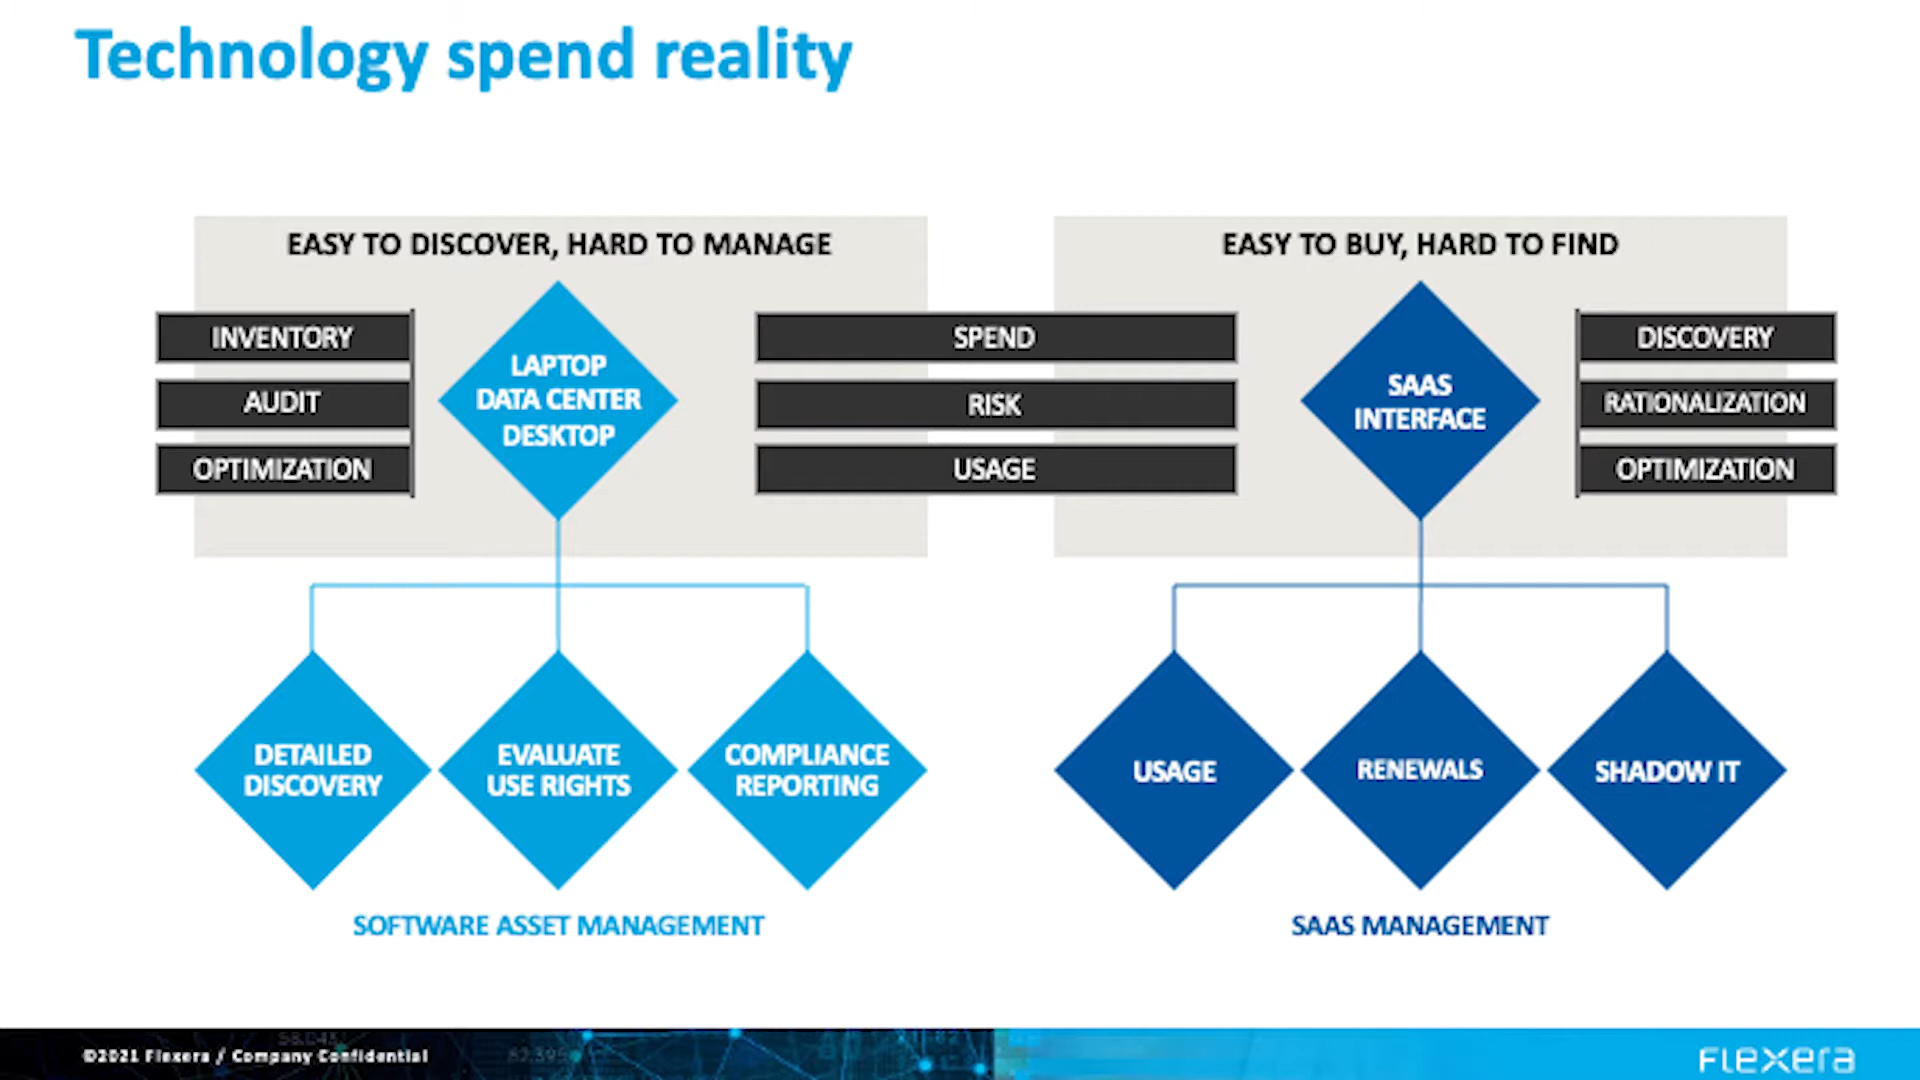 Technology spend reality
EASY TO DISCOVER, HARD TO MANAGE
INVENTORY
AUDIT
OPTIMIZATION
LAPTOP
DATA CENTER
DESKTOP
SPEND
RISK
USAGE
EASY TO BUY, HARD TO FIND
SAAS
INTERFACE
DISCOVERY
RATIONALIZATION
OPTIMIZATION
DETAILED
DISCOVERY
EVALUATE
USE RIGHTS
COMPLIANCE
REPORTING
SOFTWARE ASSET MANAGEMENT
USAGE
RENEWALS
SHADOW IT
SAAS MANAGEMENT
©2021 Flexera / Company Confidential
FLEXERA